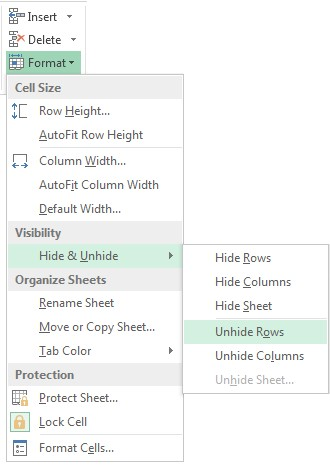 Insert
Delete
Format
Cell Size
Row Height...
AutoFit Row Height
Column Width...
AutoFit Column Width
Default Width...
Visibility
Hide & Unhide
Hide Rows
Hide Columns
Hide Sheet
Unhide Rows
Unhide Columns
Unhide Sheet...
Organize Sheets
Rename Sheet
Move or Copy Sheet...
Tab Color
Protection
Protect Sheet...
Lock Cell
Format Cells...